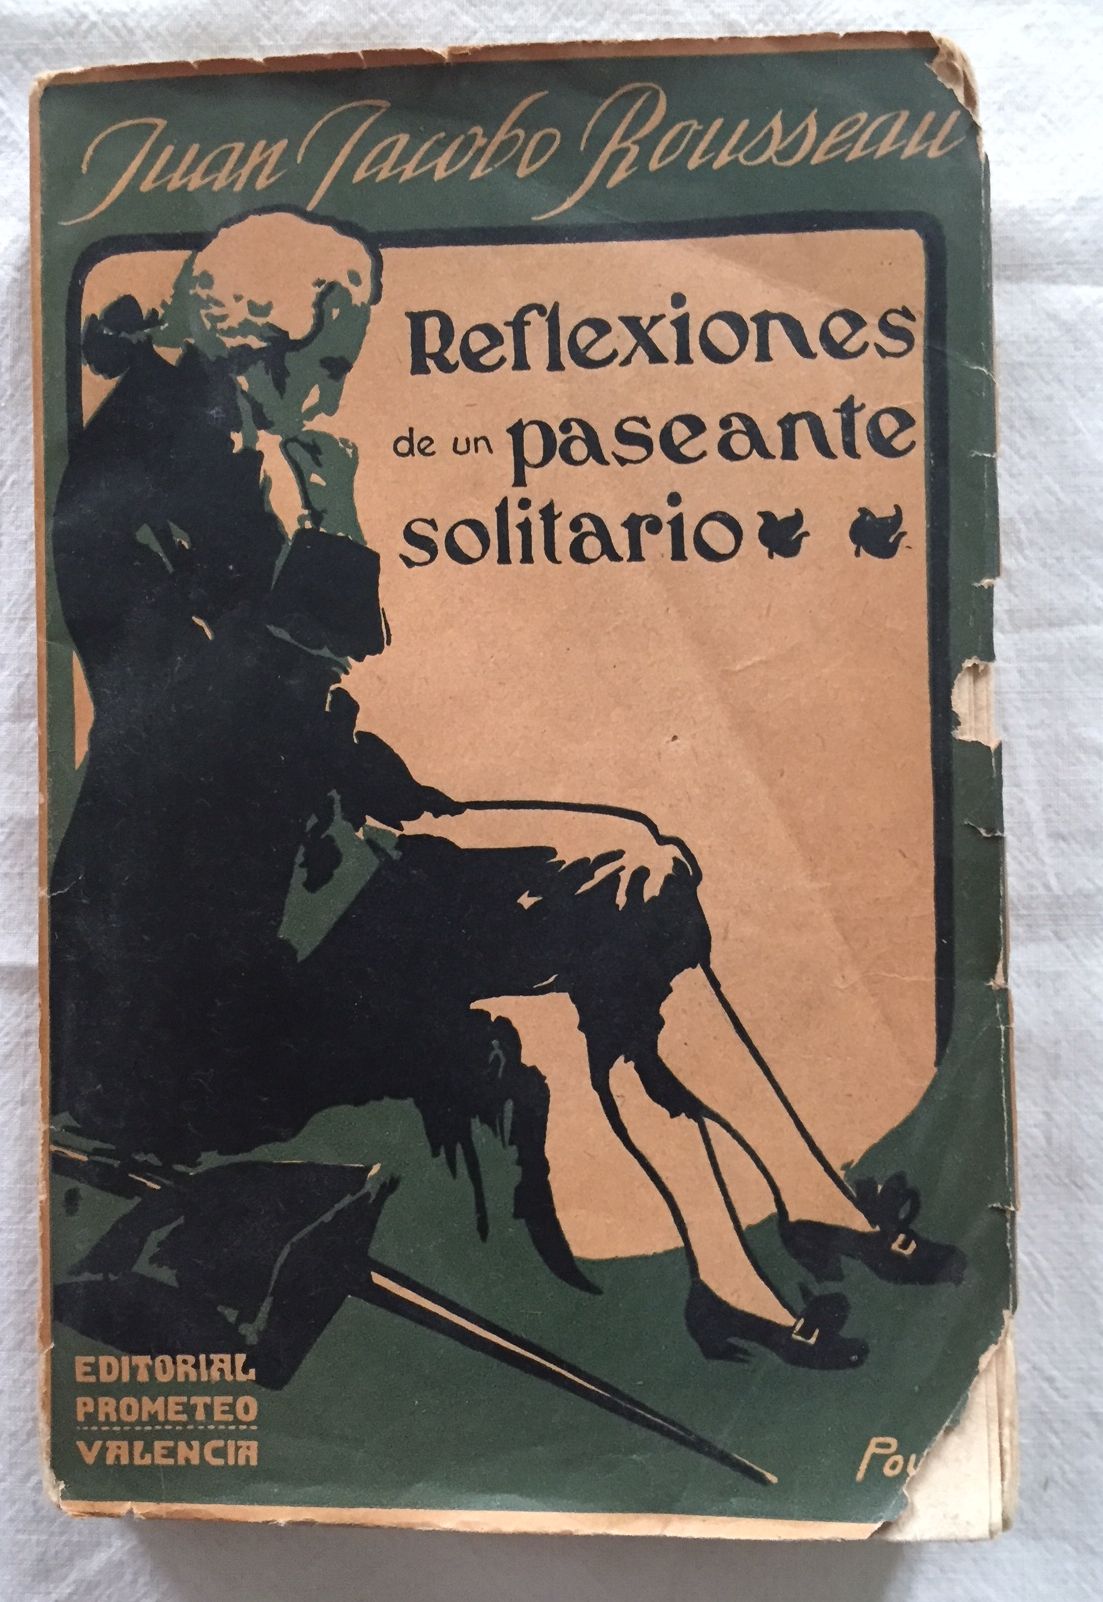 Juan Jacobo Rousseau
Reflexiones
de un paseante
solitario
EDITORIAL
PROMETEO
VALENCIA